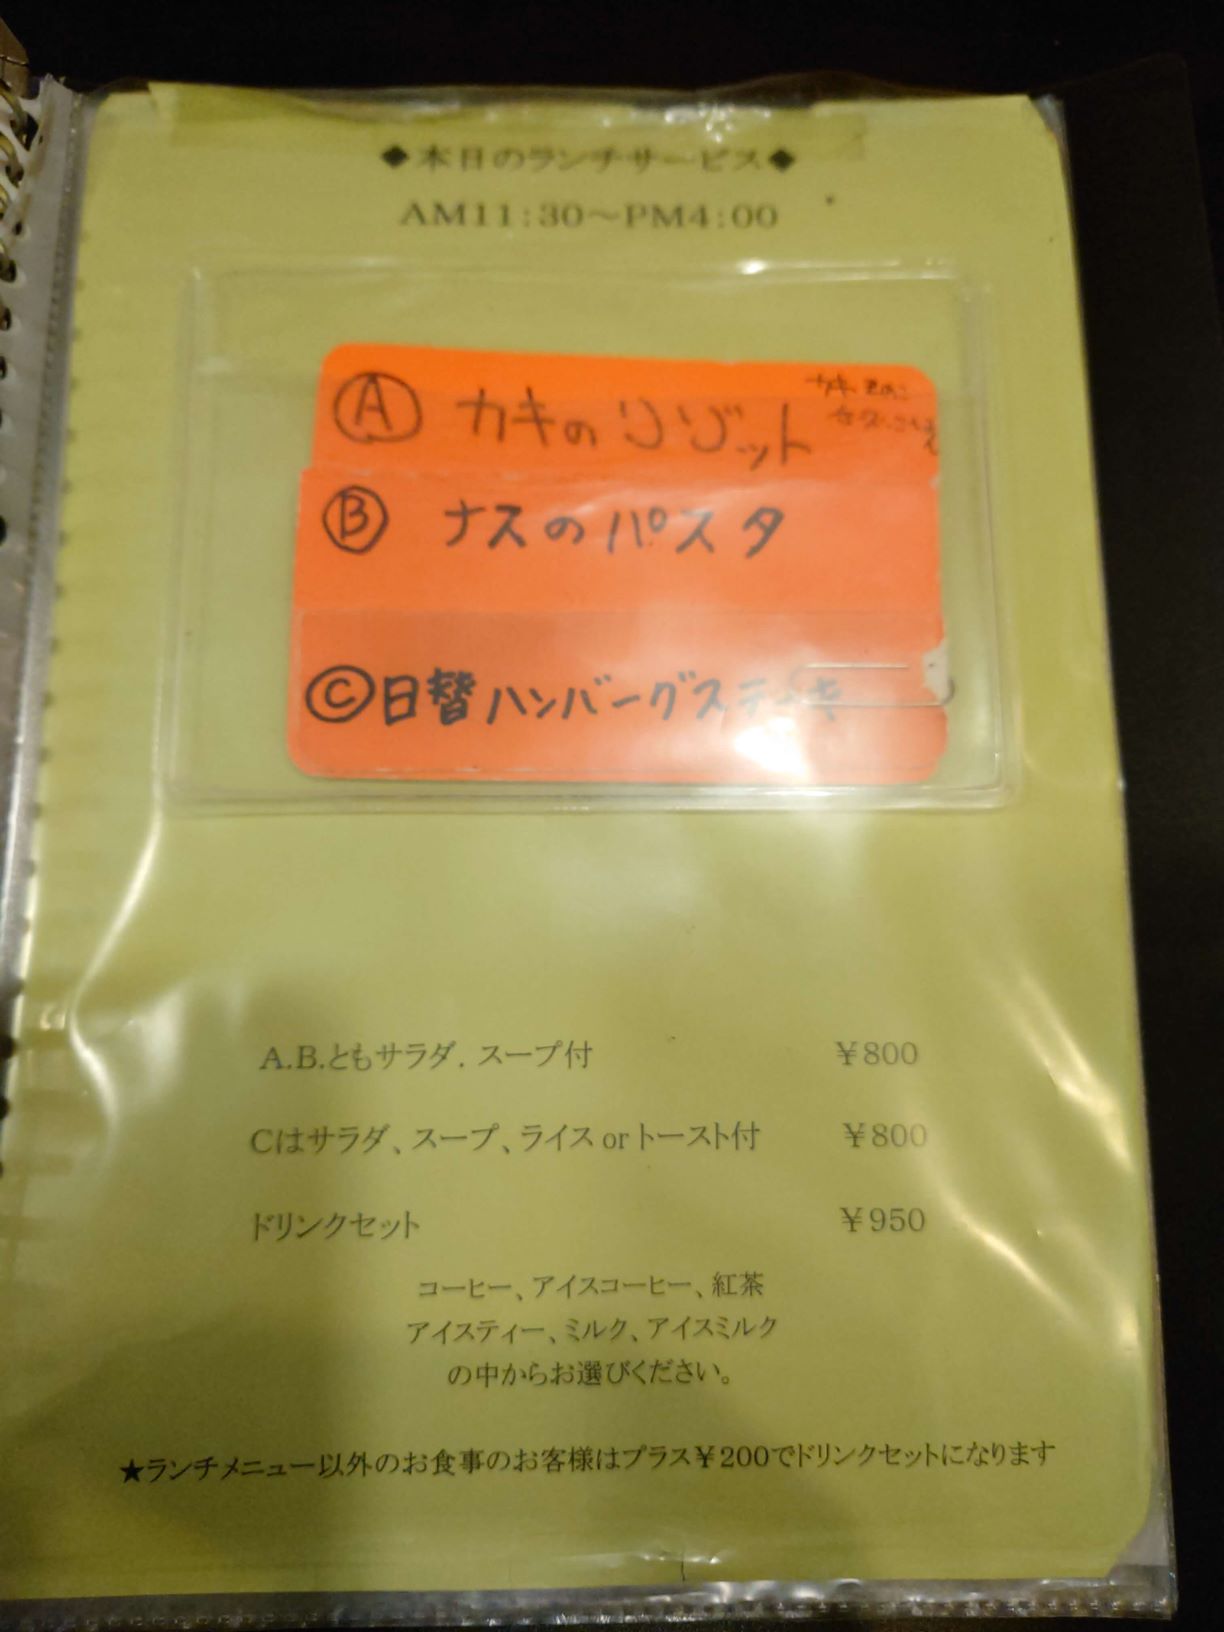 ◆本日のランチサービス◆
AM11:30～PM4:00
Ⓐ カキのリゾット
Ⓑ ナスのパスタ
Ⓒ日替ハンバーグステーキ
A.B.ともサラダ．スープ付 ￥800
Cはサラダ、スープ、ライスorトースト付 ￥800
ドリンクセット ￥950
コーヒー、アイスコーヒー、紅茶
アイスティー、ミルク、アイスミルク
の中からお選びください。
★ランチメニュー以外のお食事のお客様はプラス￥200でドリンクセットになります